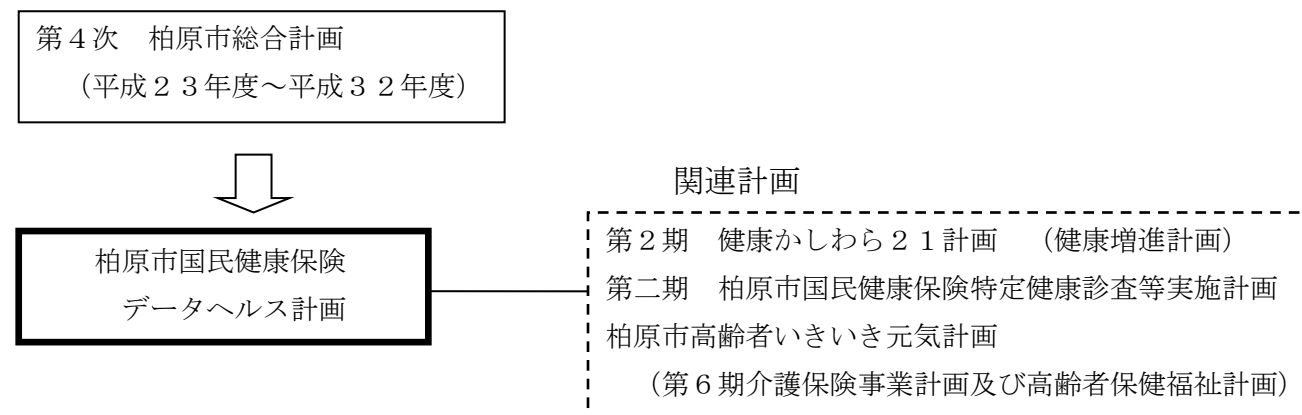 第４次　柏原市総合計画
（平成２３年度～平成３２年度）
柏原市国民健康保険
データヘルス計画
関連計画
第２期　健康かしわら２１計画　（健康増進計画）
第二期　柏原市国民健康保険特定健康診査等実施計画
柏原市高齢者いきいき元気計画
（第６期介護保険事業計画及び高齢者保健福祉計画）